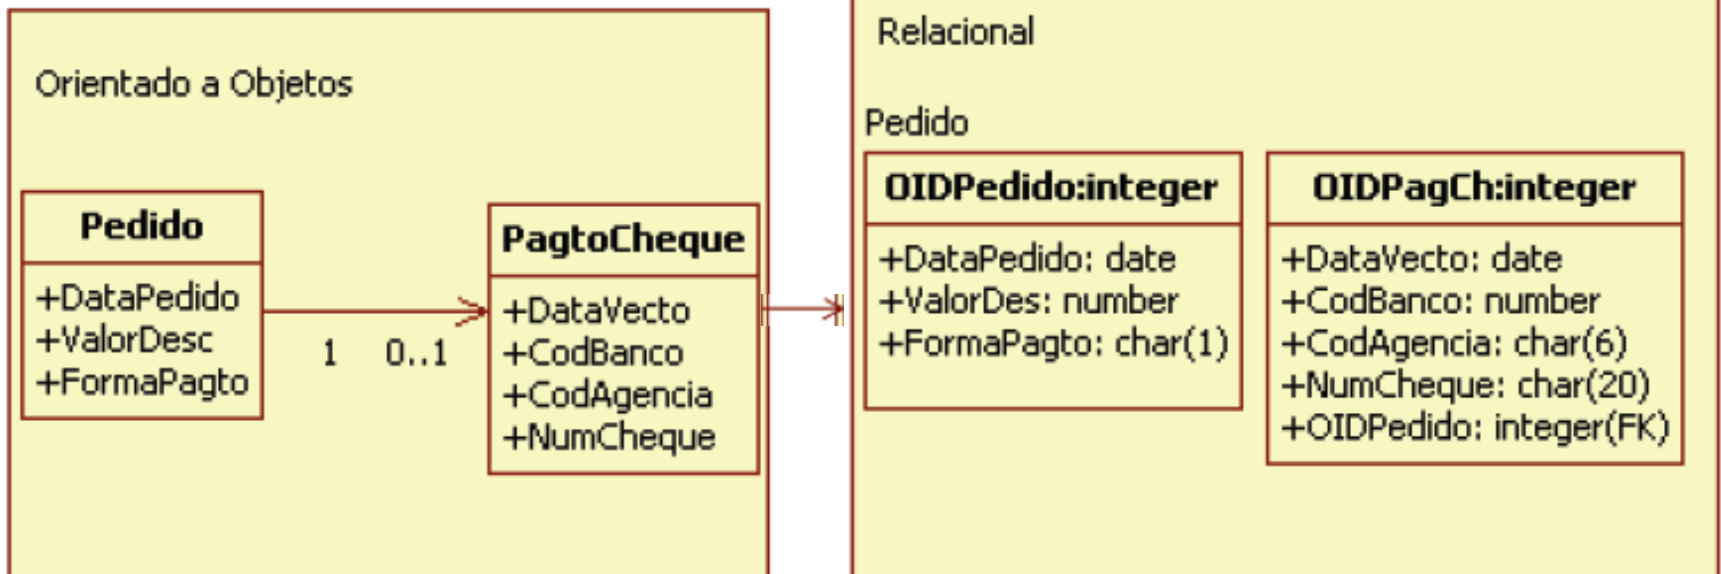 Orientado a Objetos
Pedido
+DataPedido
+ValorDesc
+FormaPagto
1 0..1
PagtoCheque
+DataVecto
+CodBanco
+CodAgencia
+NumCheque
Relacional
Pedido
OIDPedido:integer
+DataPedido: date
+ValorDes: number
+FormaPagto: char(1)
OIDPagCh:integer
+DataVecto: date
+CodBanco: number
+CodAgencia: char(6)
+NumCheque: char(20)
+OIDPedido: integer(FK)